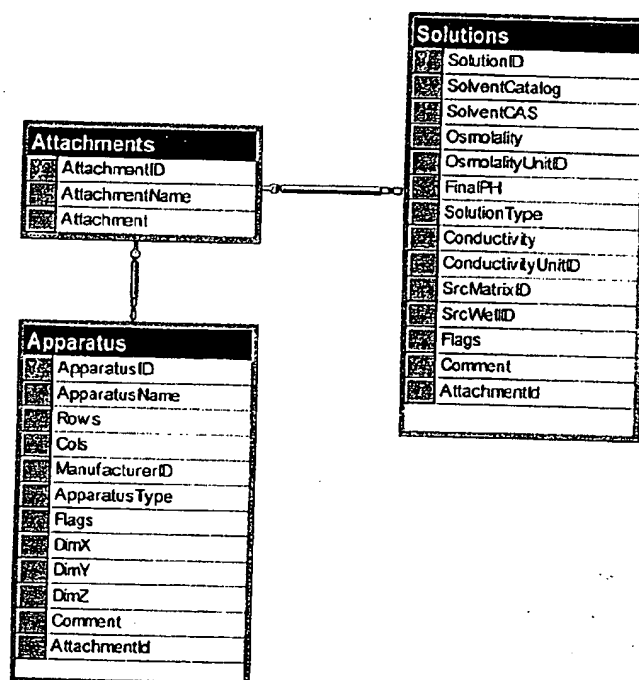 Attachments
AttachmentID
AttachmentName
Attachment
Apparatus
ApparatusID
ApparatusName
Rows
Cols
ManufacturerID
ApparatusType
Flags
DimX
DimY
DimZ
Comment
AttachmentId
Solutions
SolutionID
SolventCatalog
SolventCAS
Osmolality
OsmolalityUnitID
FinalPH
SolutionType
Conductivity
ConductivityUnitID
SrcMatrixID
SrcWellID
Flags
Comment
AttachmentId